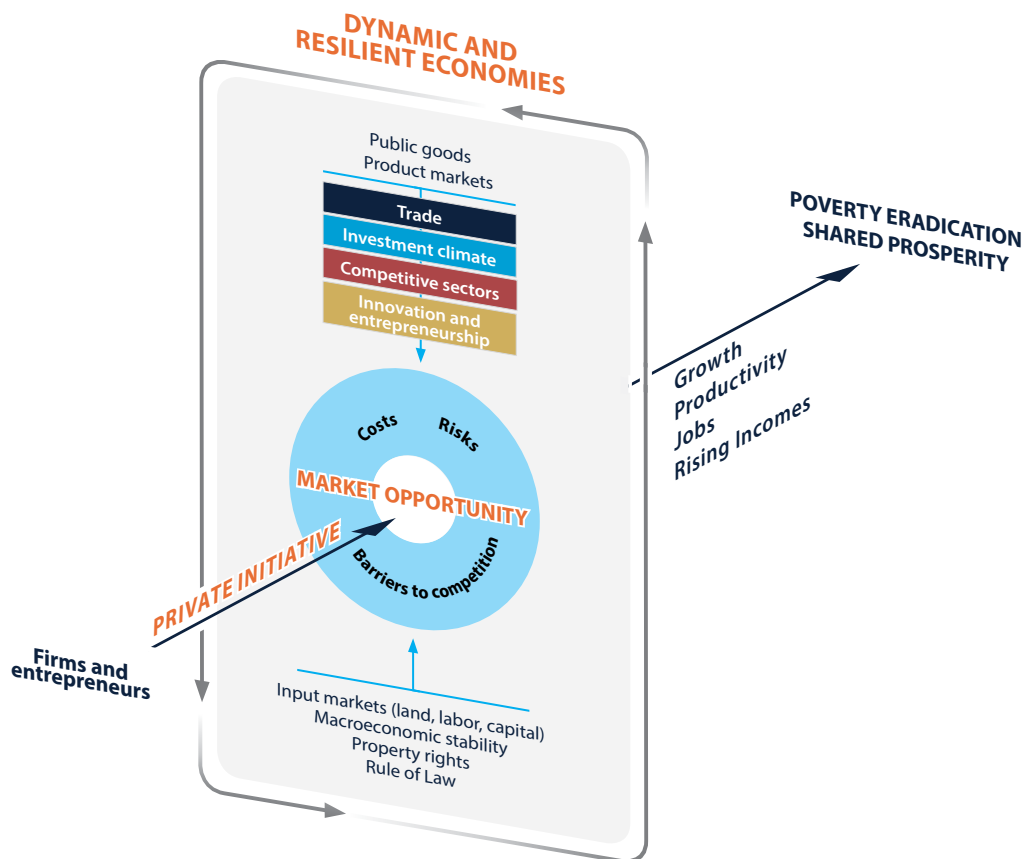 DYNAMIC AND
RESILIENT ECONOMIES
Public goods
Product markets
Trade
Investment climate
Competitive sectors
Innovation and
entrepreneurship
POVERTY ERADICATION
SHARED PROSPERITY
Growth
Productivity
Jobs
Rising Incomes
Costs
Risks
MARKET OPPORTUNITY
Barriers to competition
PRIVATE INITIATIVE
Firms and
entrepreneurs
Input markets (land, labor, capital)
Macroeconomic stability
Property rights
Rule of Law